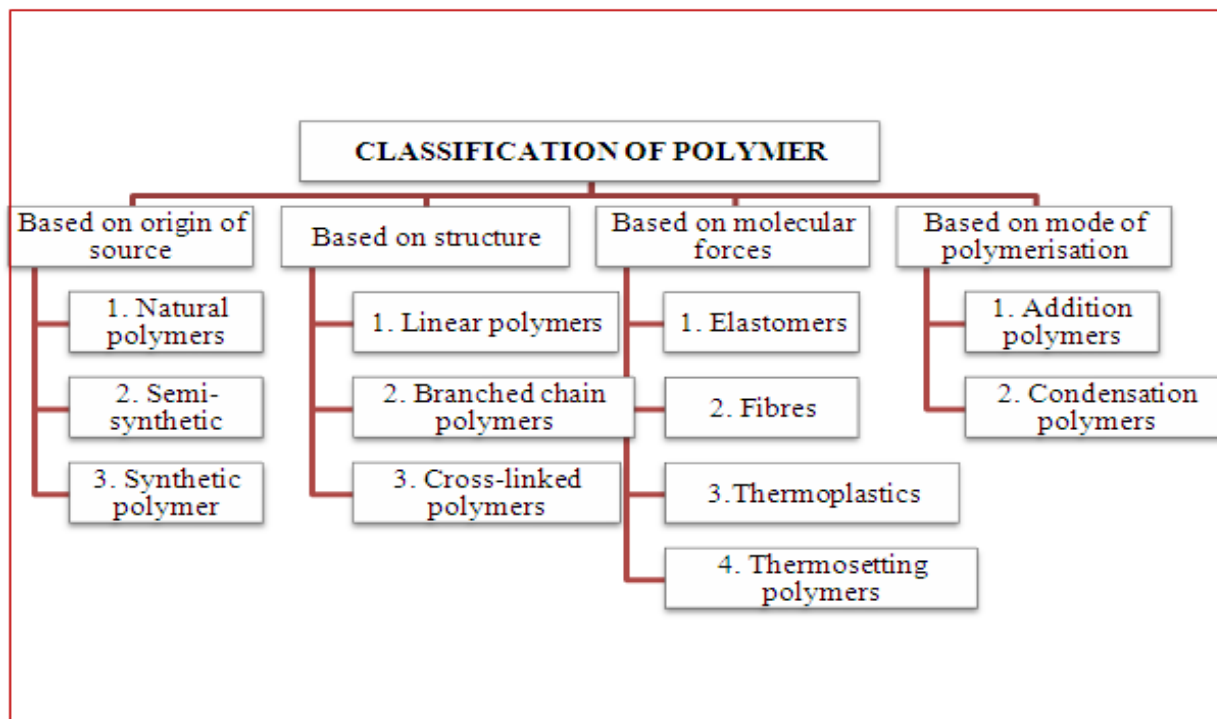 CLASSIFICATION OF POLYMER
Based on origin of
source
1. Natural
polymers
2. Semi-
synthetic
3. Synthetic
polymer
Based on structure
1. Linear polymers
2. Branched chain
polymers
3. Cross-linked
polymers
Based on molecular
forces
1. Elastomers
2. Fibres
3.Thermoplastics
4. Thermosetting
polymers
Based on mode of
polymerisation
1. Addition
polymers
2. Condensation
polymers